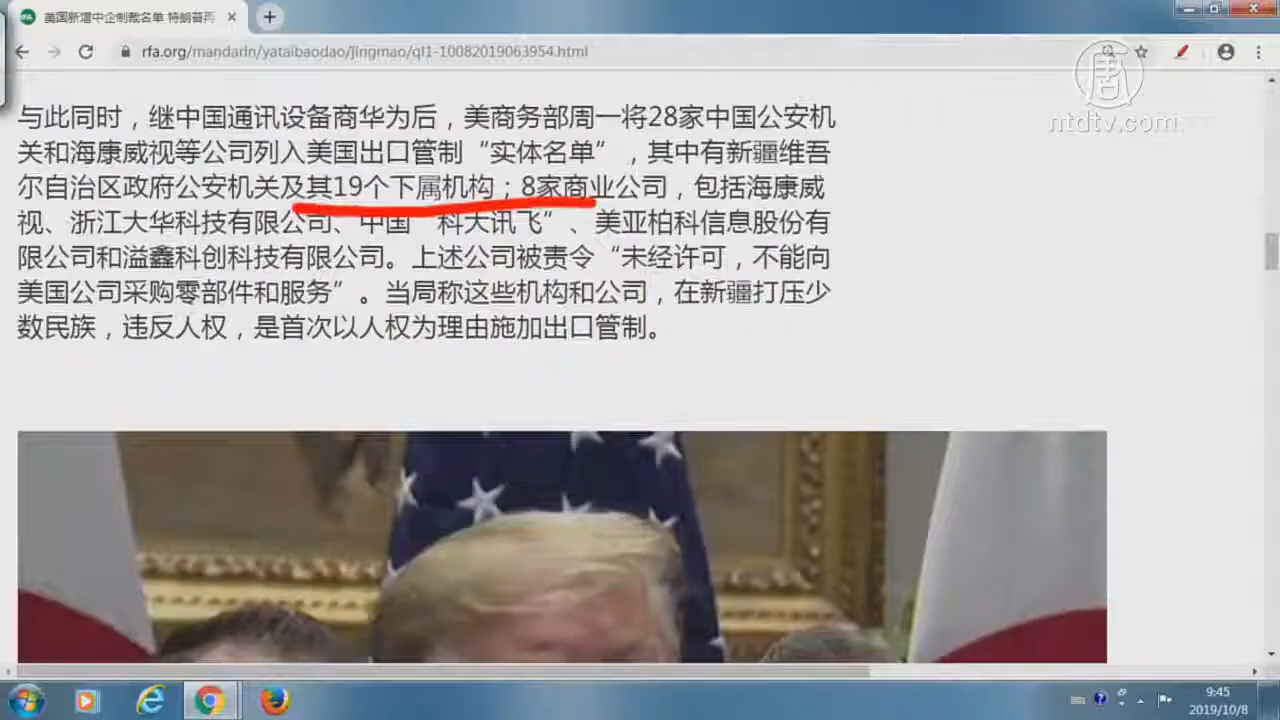 美国新增中企制裁名单 特朗普再
rfa.org/mandarin/yataibaodao/jingmao/ql1-10082019063954.html
ntdtv.com
与此同时，继中国通讯设备商华为后，美商务部周一将28家中国公安机
关和海康威视等公司列入美国出口管制“实体名单”，其中有新疆维吾
尔自治区政府公安机关及其19个下属机构；8家商业公司，包括海康威
视、浙江大华科技有限公司、中国“科大讯飞”、美亚柏科信息股份有
限公司和溢鑫科创科技有限公司。上述公司被责令“未经许可，不能向
美国公司采购零部件和服务”。当局称这些机构和公司，在新疆打压少
数民族，违反人权，是首次以人权为理由施加出口管制。
9:45
2019/10/8